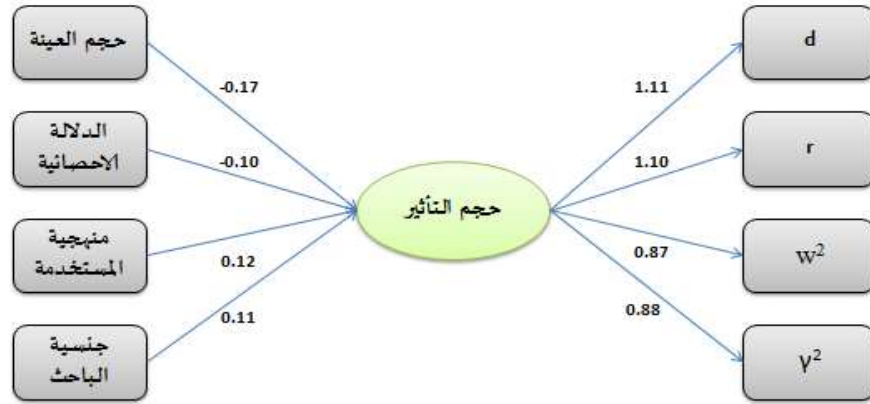 حجم العينة
الدلالة
الاحصائية
منهجية
المستخدمة
جنسية
الباحث
-0.17
-0.10
0.12
0.11
حجم التأثير
1.11
1.10
0.87
0.88
d
r
w²
γ²